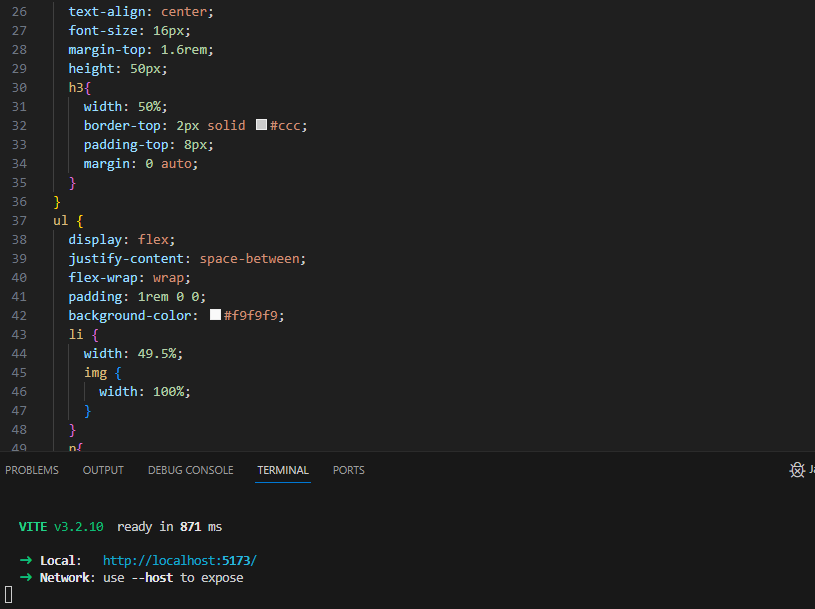 26 text-align: center;
27 font-size: 16px;
28 margin-top: 1.6rem;
29 height: 50px;
30 h3{
31 width: 50%;
32 border-top: 2px solid #ccc;
33 padding-top: 8px;
34 margin: 0 auto;
35 }
36 }
37 ul {
38 display: flex;
39 justify-content: space-between;
40 flex-wrap: wrap;
41 padding: 1rem 0 0;
42 background-color: #f9f9f9;
43 li {
44 width: 49.5%;
45 img {
46 width: 100%;
47 }
48 }
49
PROBLEMS OUTPUT DEBUG CONSOLE TERMINAL PORTS
VITE v3.2.10 ready in 871 ms
➜ Local: http://localhost:5173/
➜ Network: use --host to expose